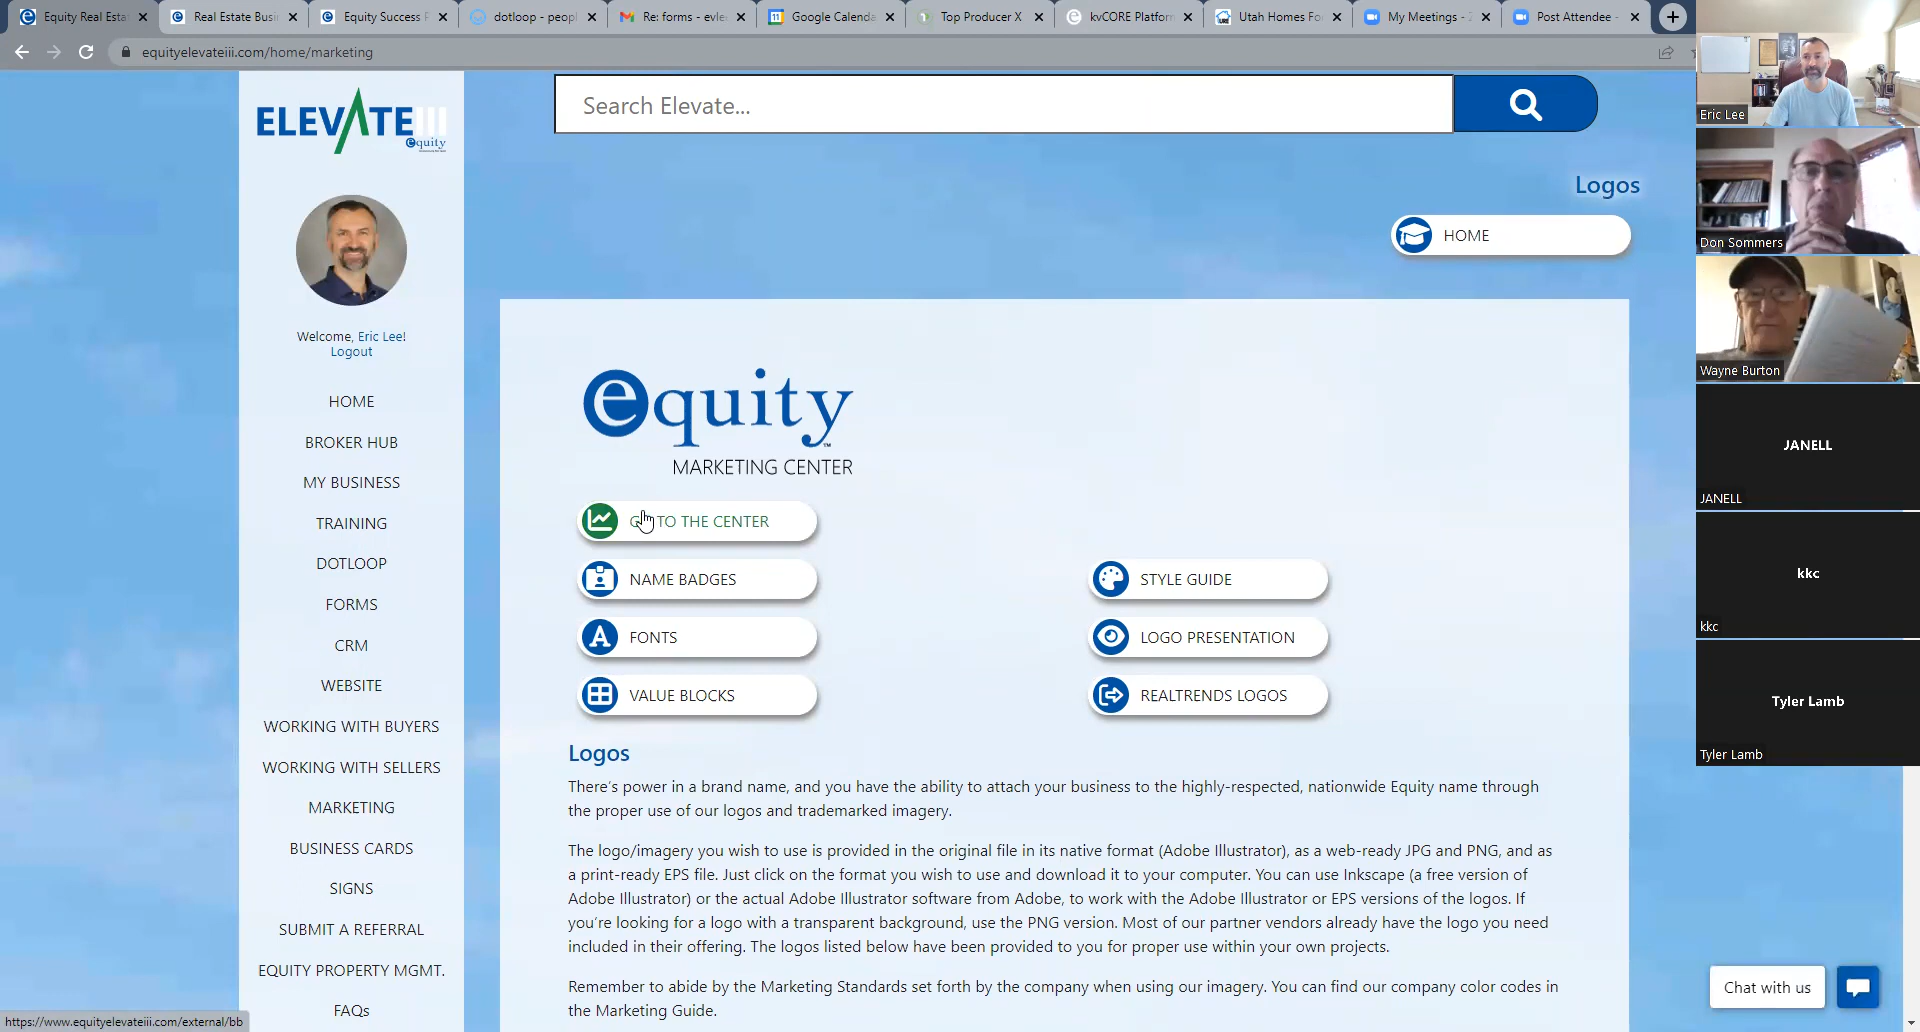 Equity Real Esta
Real Estate Busi
Equity Success F
dotloop - peopl
Re: forms - evle
Google Calenda
Top Producer X
kvCORE Platfor
Utah Homes Fo
My Meetings -
Post Attendee -
equityelevateiii.com/home/marketing
ELEVATEIII
equity
Search Elevate...
Logos
HOME
Welcome, Eric Lee!
Logout
HOME
BROKER HUB
MY BUSINESS
TRAINING
DOTLOOP
FORMS
CRM
WEBSITE
WORKING WITH BUYERS
WORKING WITH SELLERS
MARKETING
BUSINESS CARDS
SIGNS
SUBMIT A REFERRAL
EQUITY PROPERTY MGMT.
FAQs
equity™
MARKETING CENTER
GO TO THE CENTER
NAME BADGES
STYLE GUIDE
FONTS
LOGO PRESENTATION
VALUE BLOCKS
REALTRENDS LOGOS
Logos
There's power in a brand name, and you have the ability to attach your business to the highly-respected, nationwide Equity name through
the proper use of our logos and trademarked imagery.
The logo/imagery you wish to use is provided in the original file in its native format (Adobe Illustrator), as a web-ready JPG and PNG, and as
a print-ready EPS file. Just click on the format you wish to use and download it to your computer. You can use Inkscape (a free version of
Adobe Illustrator) or the actual Adobe Illustrator software from Adobe, to work with the Adobe Illustrator or EPS versions of the logos. If
you're looking for a logo with a transparent background, use the PNG version. Most of our partner vendors already have the logo you need
included in their offering. The logos listed below have been provided to you for proper use within your own projects.
Remember to abide by the Marketing Standards set forth by the company when using our imagery. You can find our company color codes in
the Marketing Guide.
Eric Lee
Don Sommers
Wayne Burton
JANELL
JANELL
kkc
kkc
Tyler Lamb
Tyler Lamb
Chat with us
https://www.equityelevateiii.com/external/bb